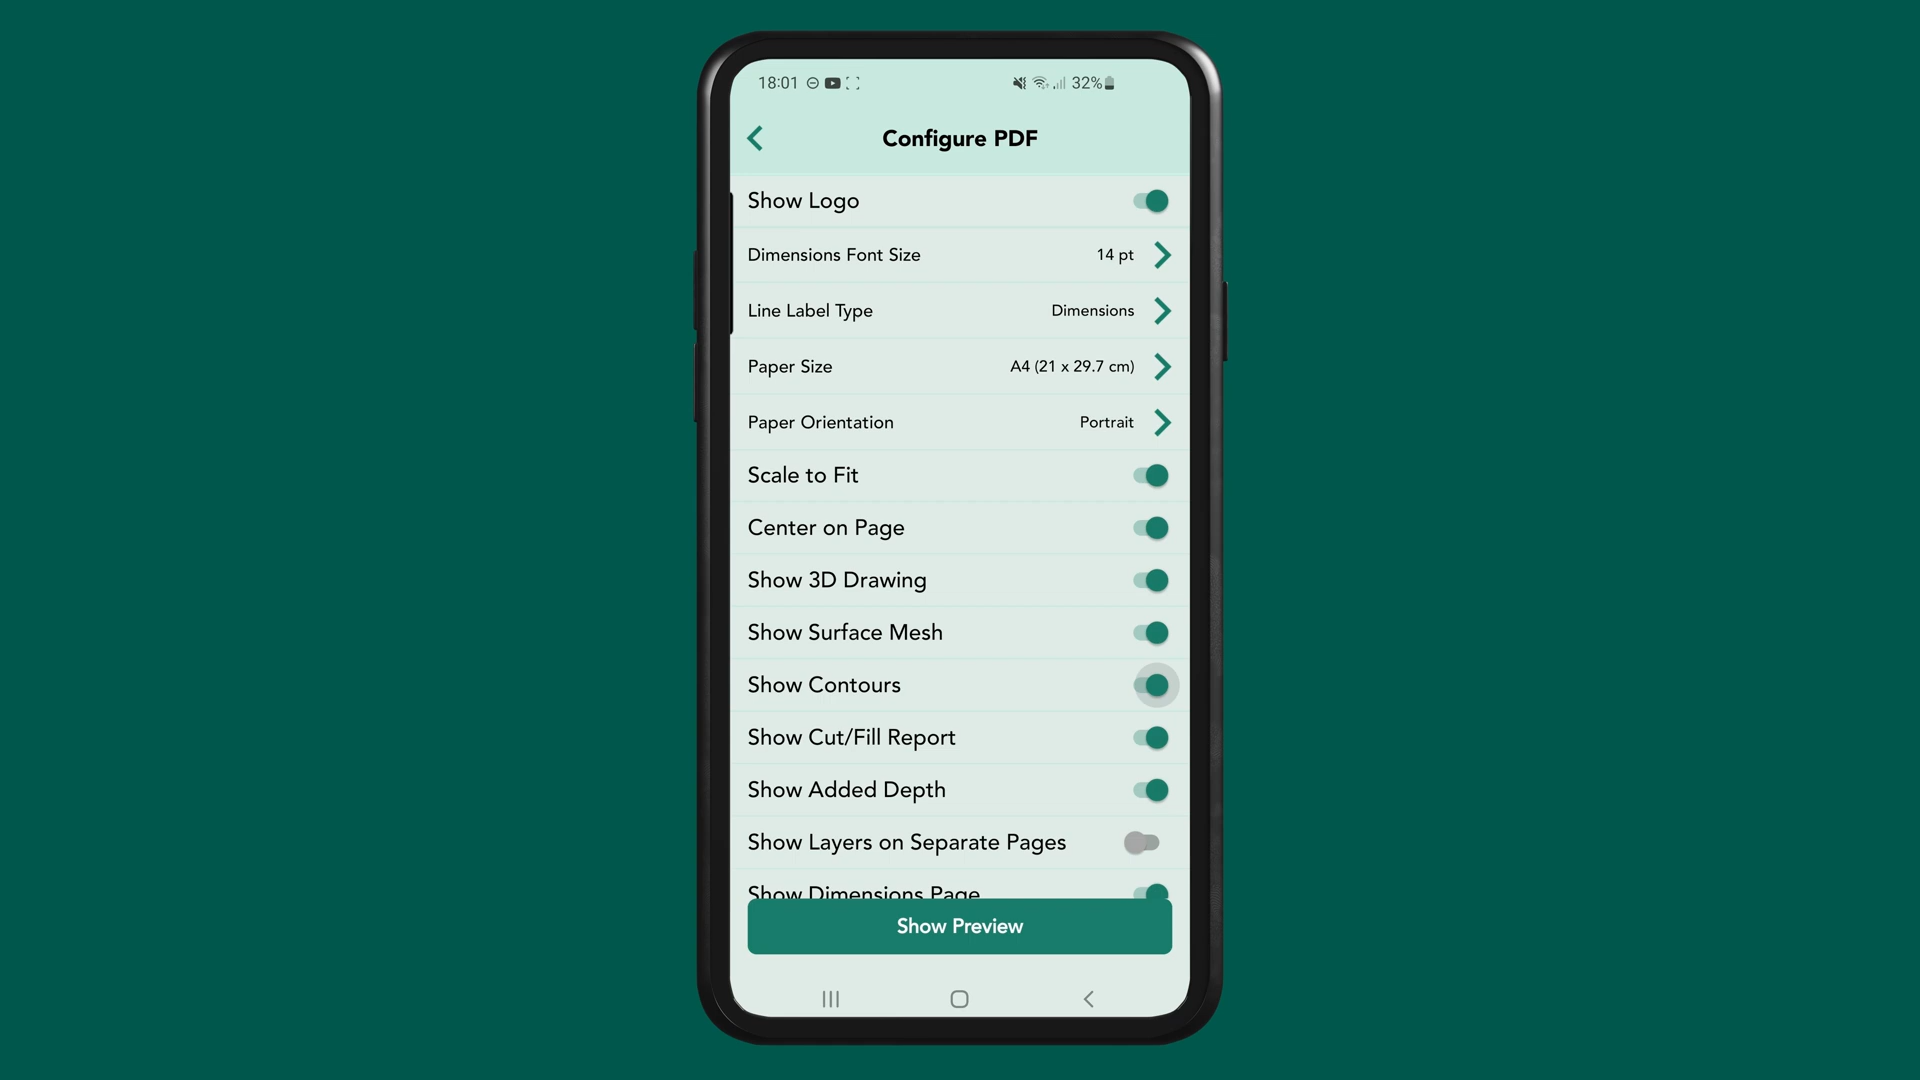 18:01 32%
Configure PDF
Show Logo
Dimensions Font Size 14 pt
Line Label Type Dimensions
Paper Size A4 (21 x 29.7 cm)
Paper Orientation Portrait
Scale to Fit
Center on Page
Show 3D Drawing
Show Surface Mesh
Show Contours
Show Cut/Fill Report
Show Added Depth
Show Layers on Separate Pages
Show Dimensions Page
Show Preview